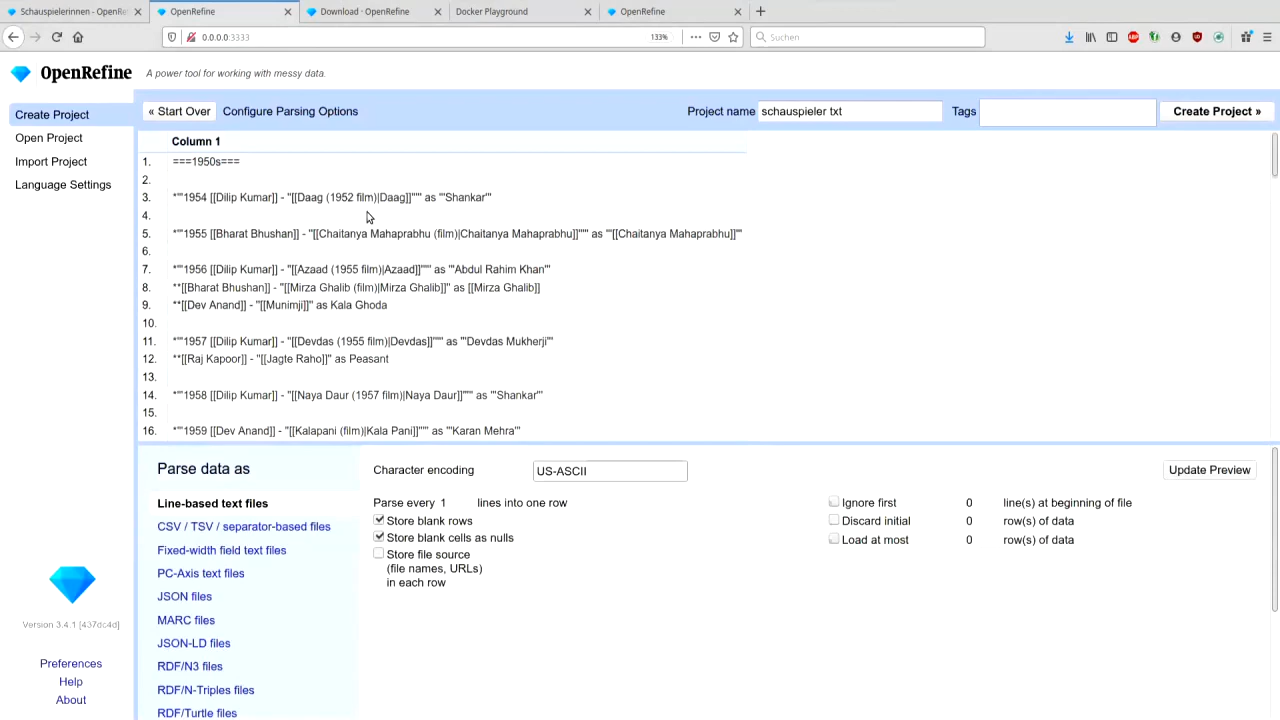 Schauspielerinnen - OpenRe
OpenRefine
Download · OpenRefine
Docker Playground
OpenRefine
0.0.0.0:3333
133%
Suchen
OpenRefine
A power tool for working with messy data.
Create Project
Open Project
Import Project
Language Settings
« Start Over
Configure Parsing Options
Project name
schauspieler txt
Tags
Create Project »
Column 1
1. ===1950s===
2.
3. *'''1954 [[Dilip Kumar]] - ''[[Daag (1952 film)|Daag]]''''' as '''Shankar'''
4.
5. *'''1955 [[Bharat Bhushan]] - ''[[Chaitanya Mahaprabhu (film)|Chaitanya Mahaprabhu]]''''' as '''[[Chaitanya Mahaprabhu]]'''
6.
7. *'''1956 [[Dilip Kumar]] - ''[[Azaad (1955 film)|Azaad]]''''' as '''Abdul Rahim Khan'''
8. **[[Bharat Bhushan]] - ''[[Mirza Ghalib (film)|Mirza Ghalib]]'' as [[Mirza Ghalib]]
9. **[[Dev Anand]] - ''[[Munimji]]'' as Kala Ghoda
10.
11. *'''1957 [[Dilip Kumar]] - ''[[Devdas (1955 film)|Devdas]]''''' as '''Devdas Mukherji'''
12. **[[Raj Kapoor]] - ''[[Jagte Raho]]'' as Peasant
13.
14. *'''1958 [[Dilip Kumar]] - ''[[Naya Daur (1957 film)|Naya Daur]]''''' as '''Shankar'''
15.
16. *'''1959 [[Dev Anand]] - ''[[Kalapani (film)|Kala Pani]]''''' as '''Karan Mehra'''
Parse data as
Line-based text files
CSV / TSV / separator-based files
Fixed-width field text files
PC-Axis text files
JSON files
MARC files
JSON-LD files
RDF/N3 files
RDF/N-Triples files
RDF/Turtle files
Character encoding
US-ASCII
Update Preview
Parse every 1 lines into one row
Store blank rows
Store blank cells as nulls
Store file source
(file names, URLs)
in each row
Ignore first 0 line(s) at beginning of file
Discard initial 0 row(s) of data
Load at most 0 row(s) of data
Version 3.4.1 [437dc4d]
Preferences
Help
About